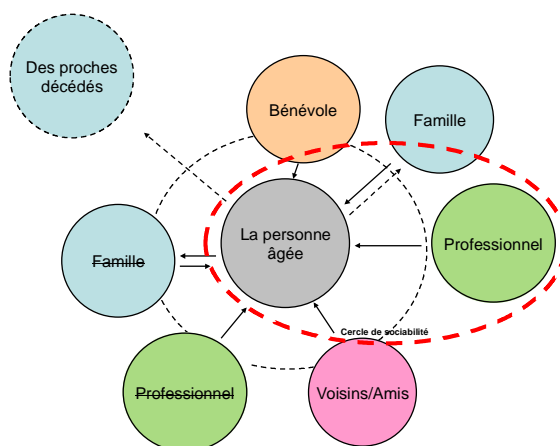 Des proches
décédés
Bénévole
Famille
La personne
âgée
Professionnel
Famille
Cercle de sociabilité
Professionnel
Voisins/Amis